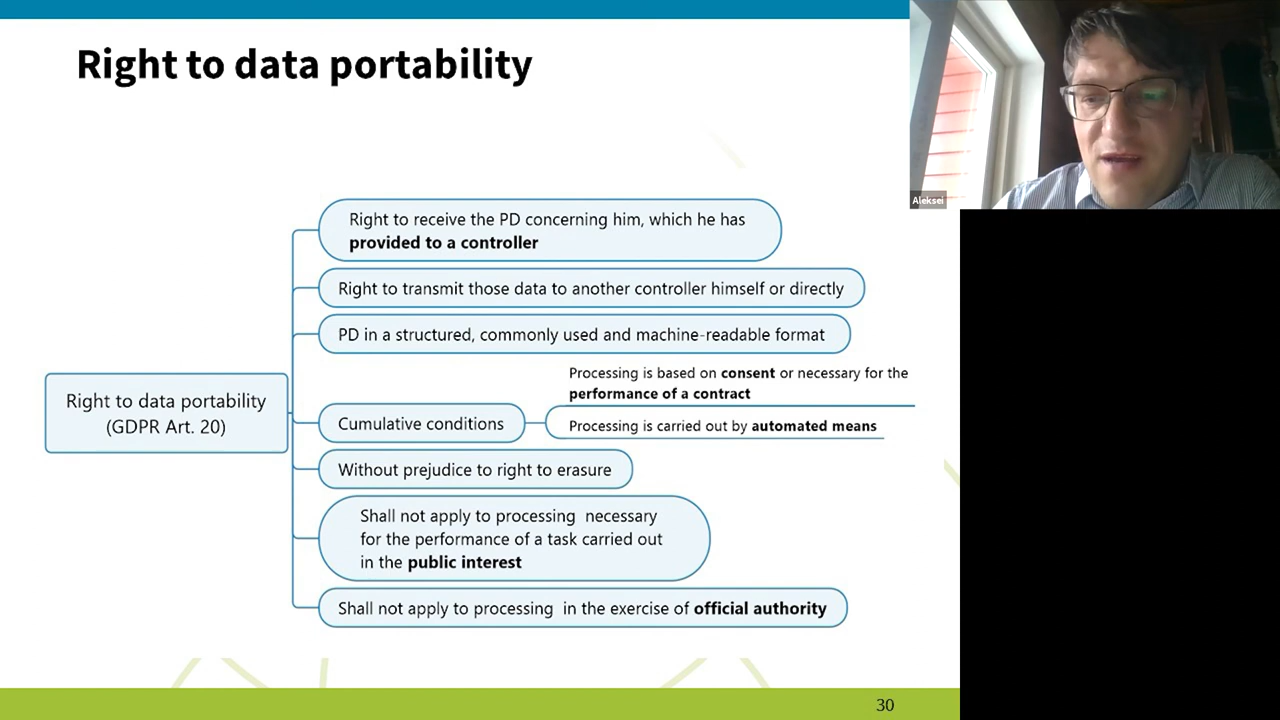 Right to data portability
Aleksei
Right to receive the PD concerning him, which he has
provided to a controller
Right to transmit those data to another controller himself or directly
PD in a structured, commonly used and machine-readable format
Right to data portability
(GDPR Art. 20)
Cumulative conditions
Processing is based on consent or necessary for the
performance of a contract
Processing is carried out by automated means
Without prejudice to right to erasure
Shall not apply to processing necessary
for the performance of a task carried out
in the public interest
Shall not apply to processing in the exercise of official authority
30